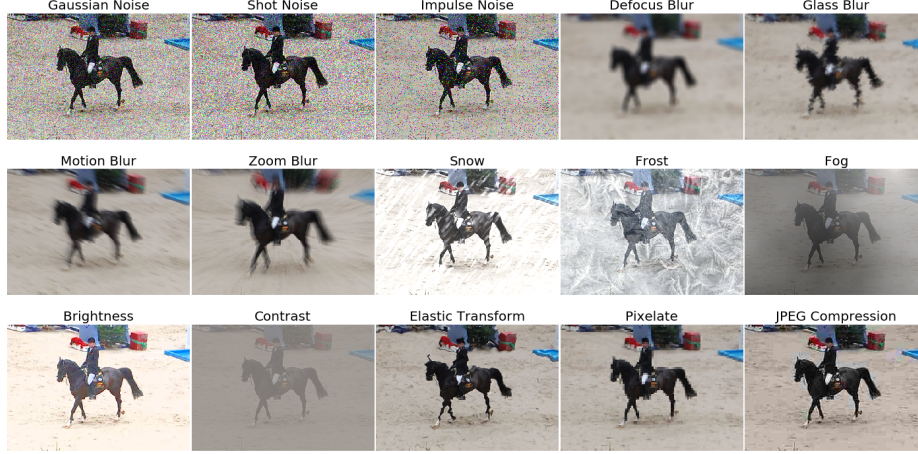 Gaussian Noise
Shot Noise
Impulse Noise
Defocus Blur
Glass Blur
Motion Blur
Zoom Blur
Snow
Frost
Fog
Brightness
Contrast
Elastic Transform
Pixelate
JPEG Compression